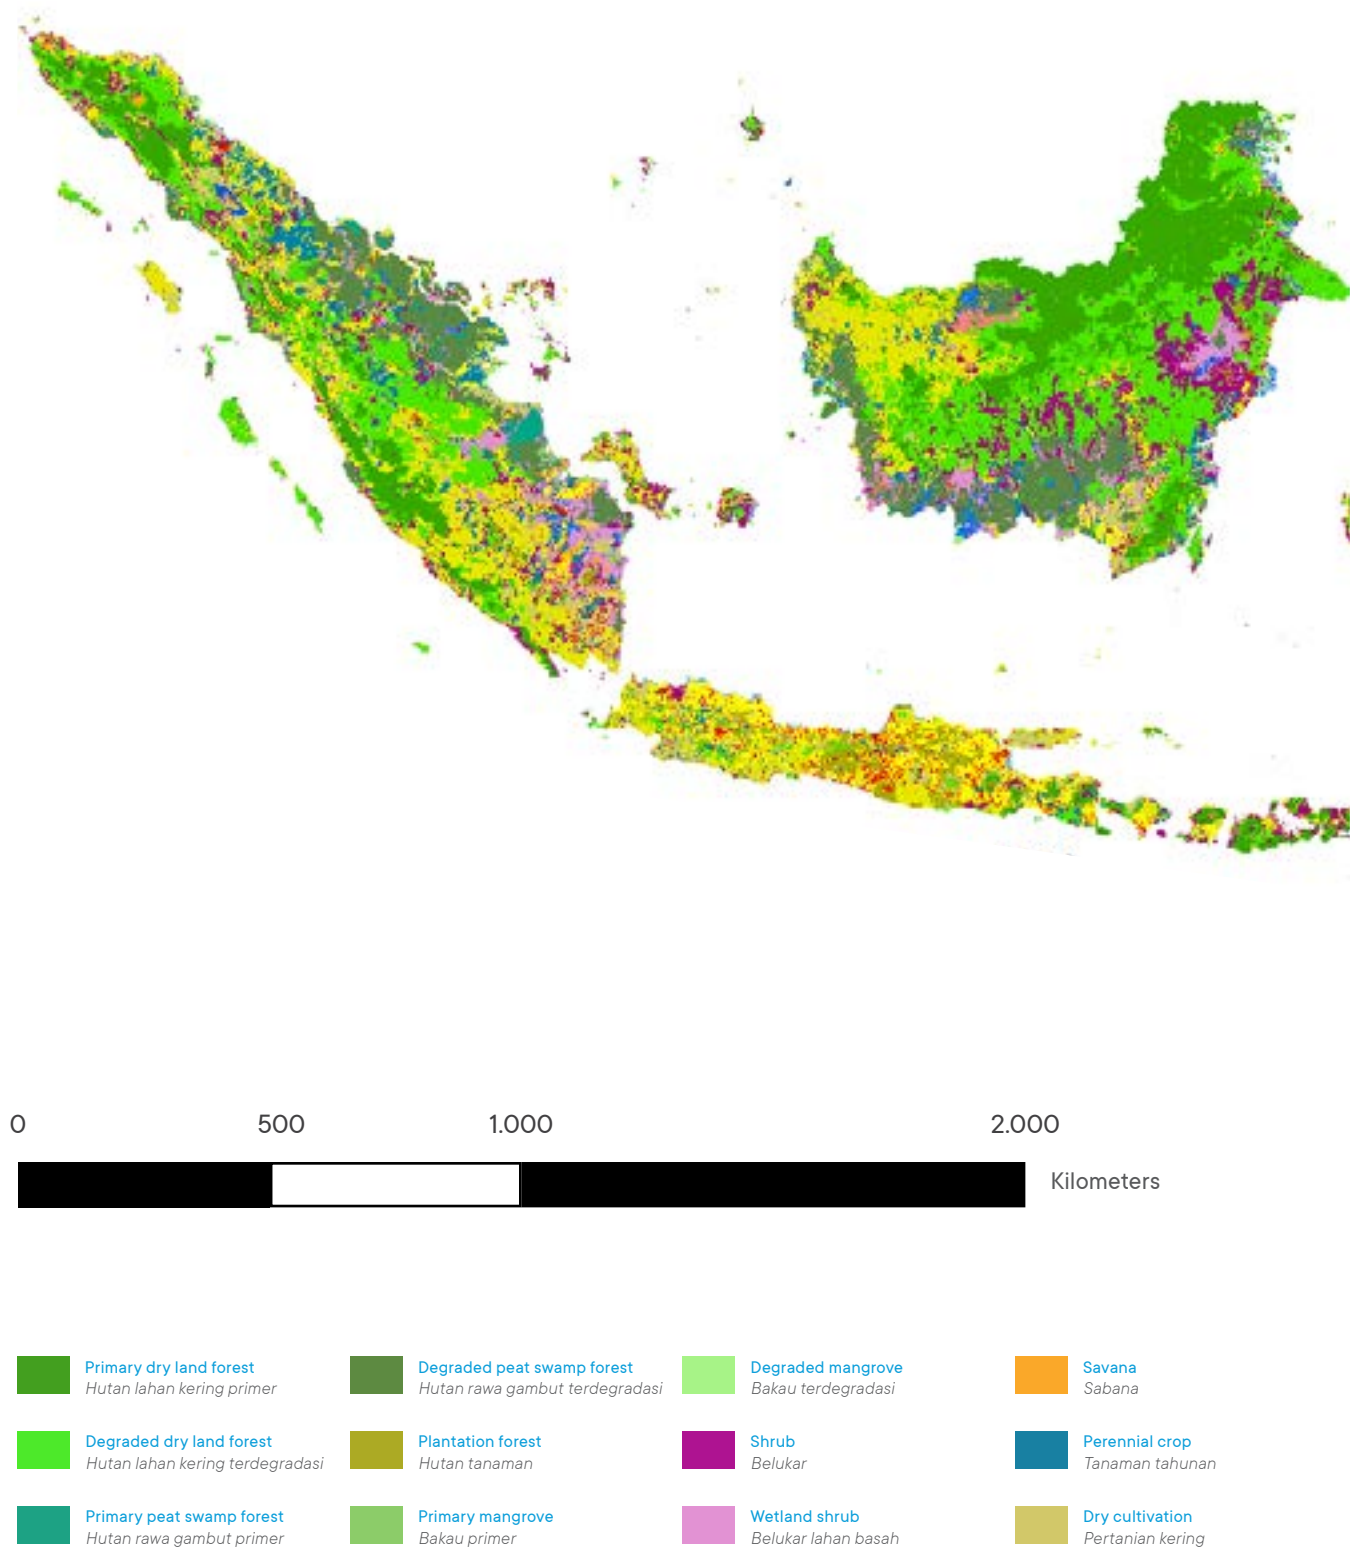 0 500 1.000 2.000
Kilometers
Primary dry land forest
Hutan lahan kering primer
Degraded peat swamp forest
Hutan rawa gambut terdegradasi
Degraded mangrove
Bakau terdegradasi
Savana
Sabana
Degraded dry land forest
Hutan lahan kering terdegradasi
Plantation forest
Hutan tanaman
Shrub
Belukar
Perennial crop
Tanaman tahunan
Primary peat swamp forest
Hutan rawa gambut primer
Primary mangrove
Bakau primer
Wetland shrub
Belukar lahan basah
Dry cultivation
Pertanian kering